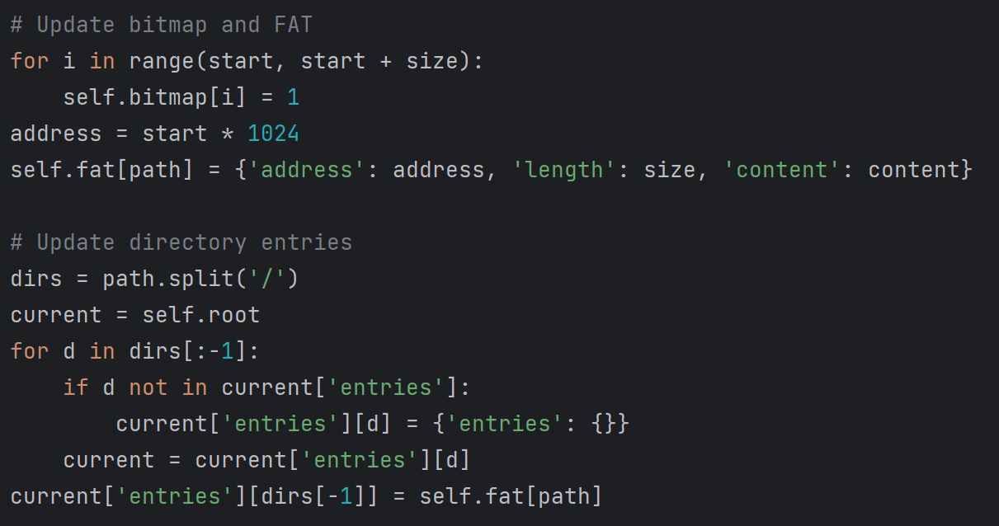 # Update bitmap and FAT
for i in range(start, start + size):
    self.bitmap[i] = 1
address = start * 1024
self.fat[path] = {'address': address, 'length': size, 'content': content}

# Update directory entries
dirs = path.split('/')
current = self.root
for d in dirs[:-1]:
    if d not in current['entries']:
        current['entries'][d] = {'entries': {}}
    current = current['entries'][d]
current['entries'][dirs[-1]] = self.fat[path]